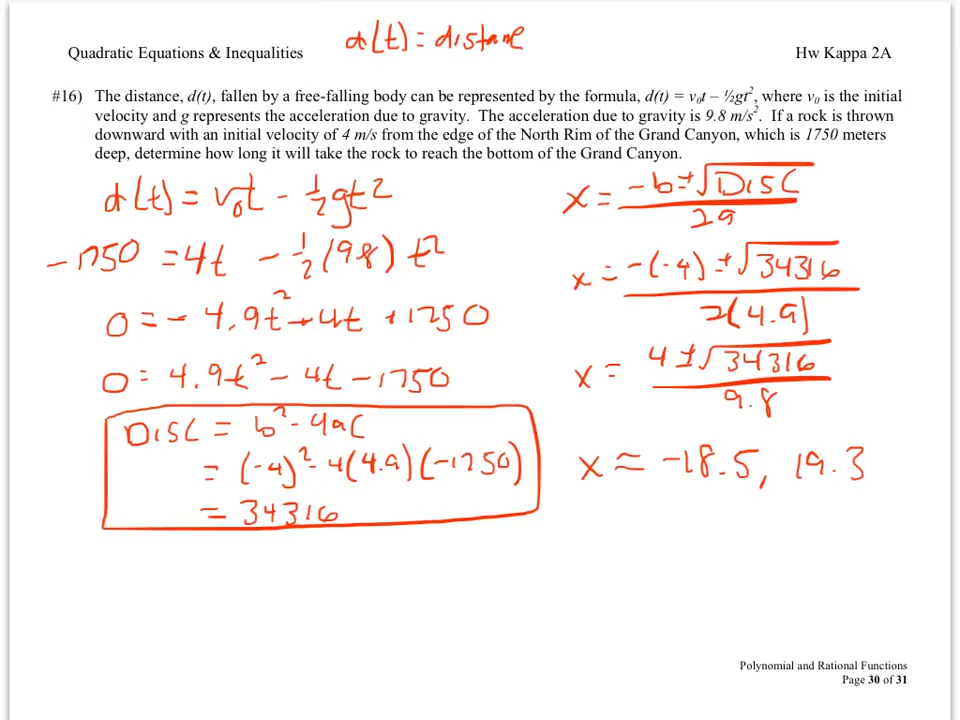 d(t) = distance
Quadratic Equations & Inequalities
Hw Kappa 2A
#16) The distance, d(t), fallen by a free-falling body can be represented by the formula, d(t) = v₀t – ½gt², where v₀ is the initial
velocity and g represents the acceleration due to gravity. The acceleration due to gravity is 9.8 m/s². If a rock is thrown
downward with an initial velocity of 4 m/s from the edge of the North Rim of the Grand Canyon, which is 1750 meters
deep, determine how long it will take the rock to reach the bottom of the Grand Canyon.
d(t) = v₀t - ½gt²
-1750 = 4t - ½(9.8)t²
0 = -4.9t² + 4t + 1750
0 = 4.9t² - 4t - 1750
DISC = b² - 4ac
= (-4)² - 4(4.9)(-1750)
= 34316
x = (-b ± √DISC) / 2a
x = (-(-4) ± √34316) / 2(4.9)
x = (4 ± √34316) / 9.8
x ≈ -18.5, 19.3
Polynomial and Rational Functions
Page 30 of 31